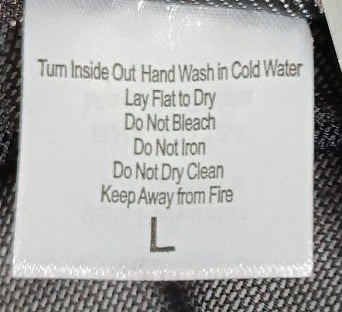 Turn Inside Out Hand Wash in Cold Water
Lay Flat to Dry
Do Not Bleach
Do Not Iron
Do Not Dry Clean
Keep Away from Fire
L